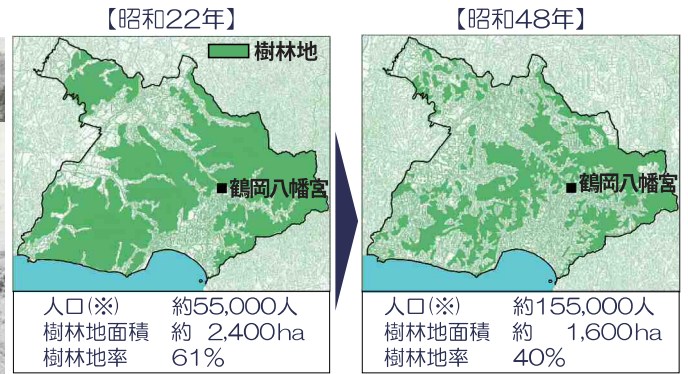 【昭和22年】
樹林地
鶴岡八幡宮
人口(※) 約55,000人
樹林地面積 約 2,400ha
樹林地率 61%
【昭和48年】
鶴岡八幡宮
人口(※) 約155,000人
樹林地面積 約 1,600ha
樹林地率 40%